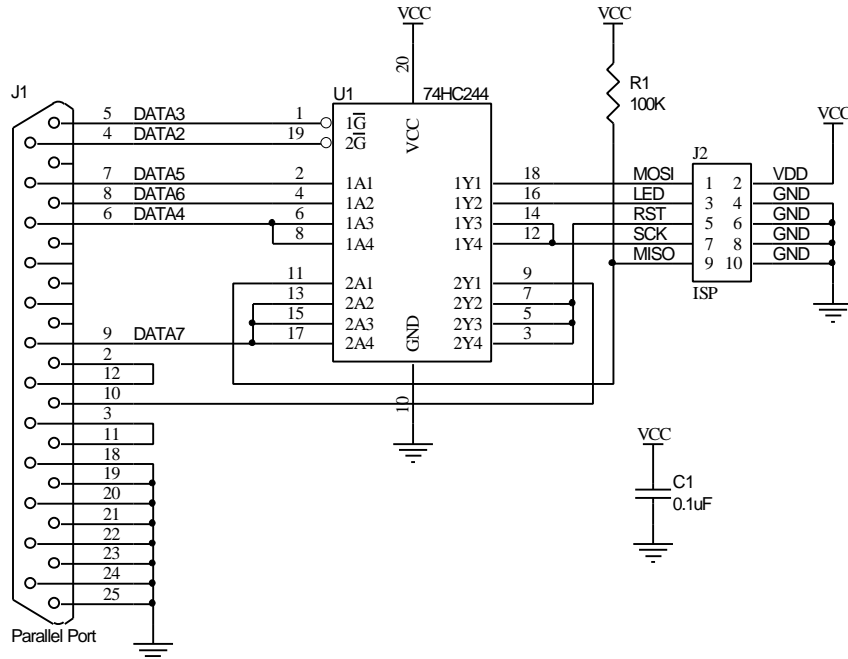 VCC
VCC
20
J1
U1
74HC244
R1
100K
VCC
5 DATA3 1 1G
4 DATA2 19 2G
VCC
J2
7 DATA5 2 1A1 1Y1 18 MOSI 1 2 VDD
8 DATA6 4 1A2 1Y2 16 LED 3 4 GND
6 DATA4 6 1A3 1Y3 14 RST 5 6 GND
8 1A4 1Y4 12 SCK 7 8 GND
11 2A1 2Y1 9 MISO 9 10 GND
13 2A2 2Y2 7
ISP
15 2A3 2Y3 5
9 DATA7 17 2A4 2Y4 3
GND
2
12
10
10
3
11
VCC
18
19
C1
20
0.1uF
21
22
23
24
25
Parallel Port